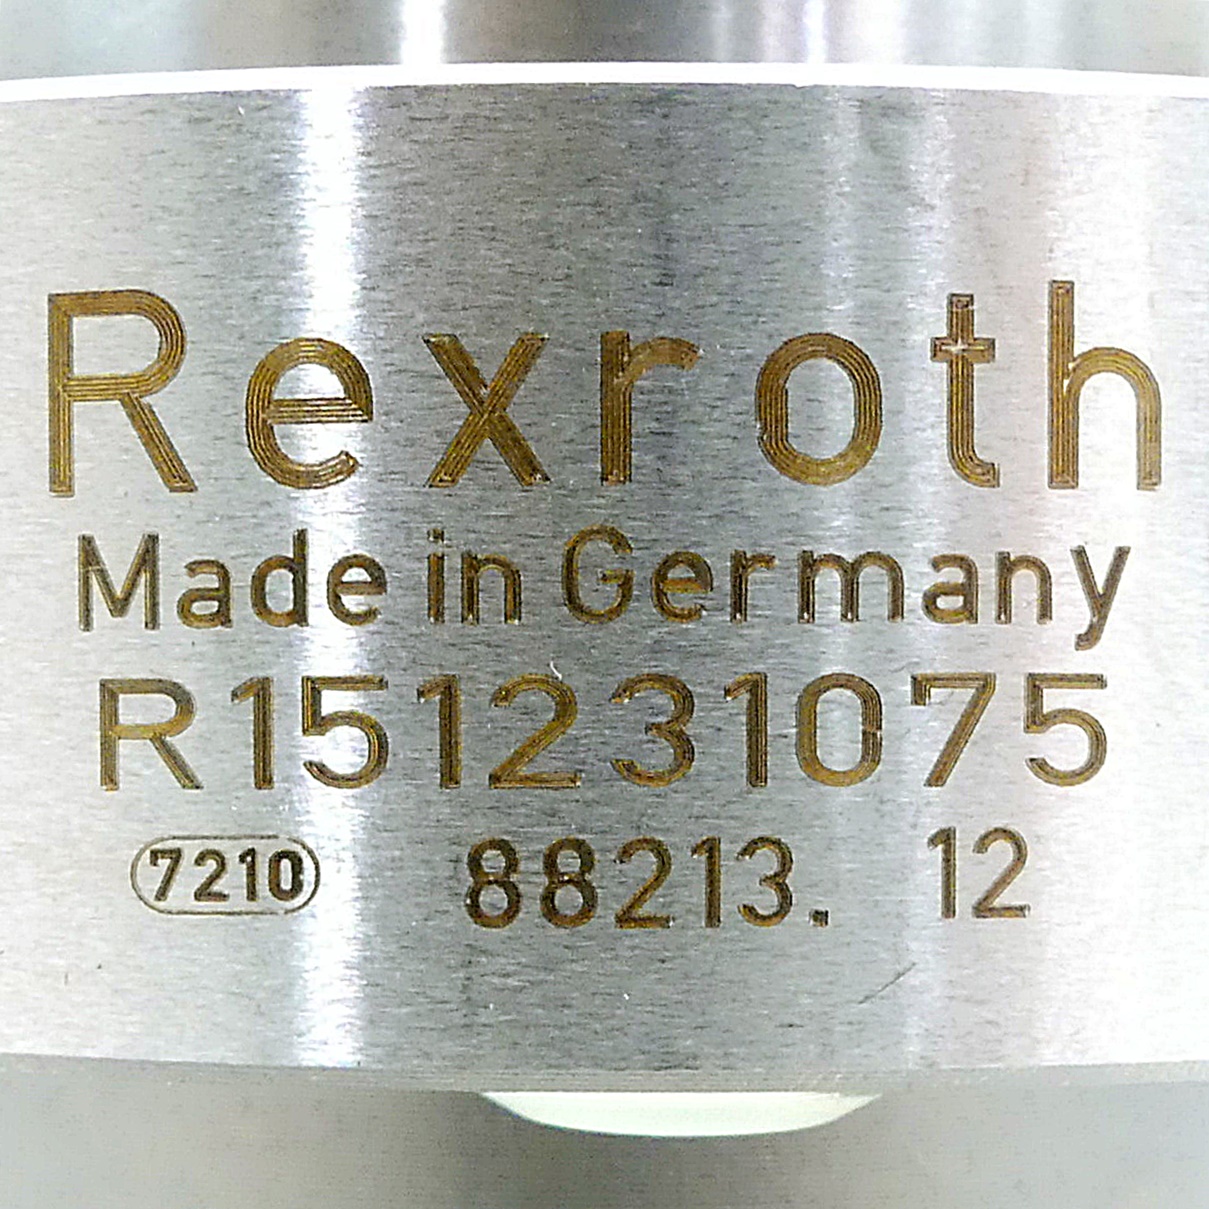 Rexroth
Made in Germany
R151231075
7210 88213. 12